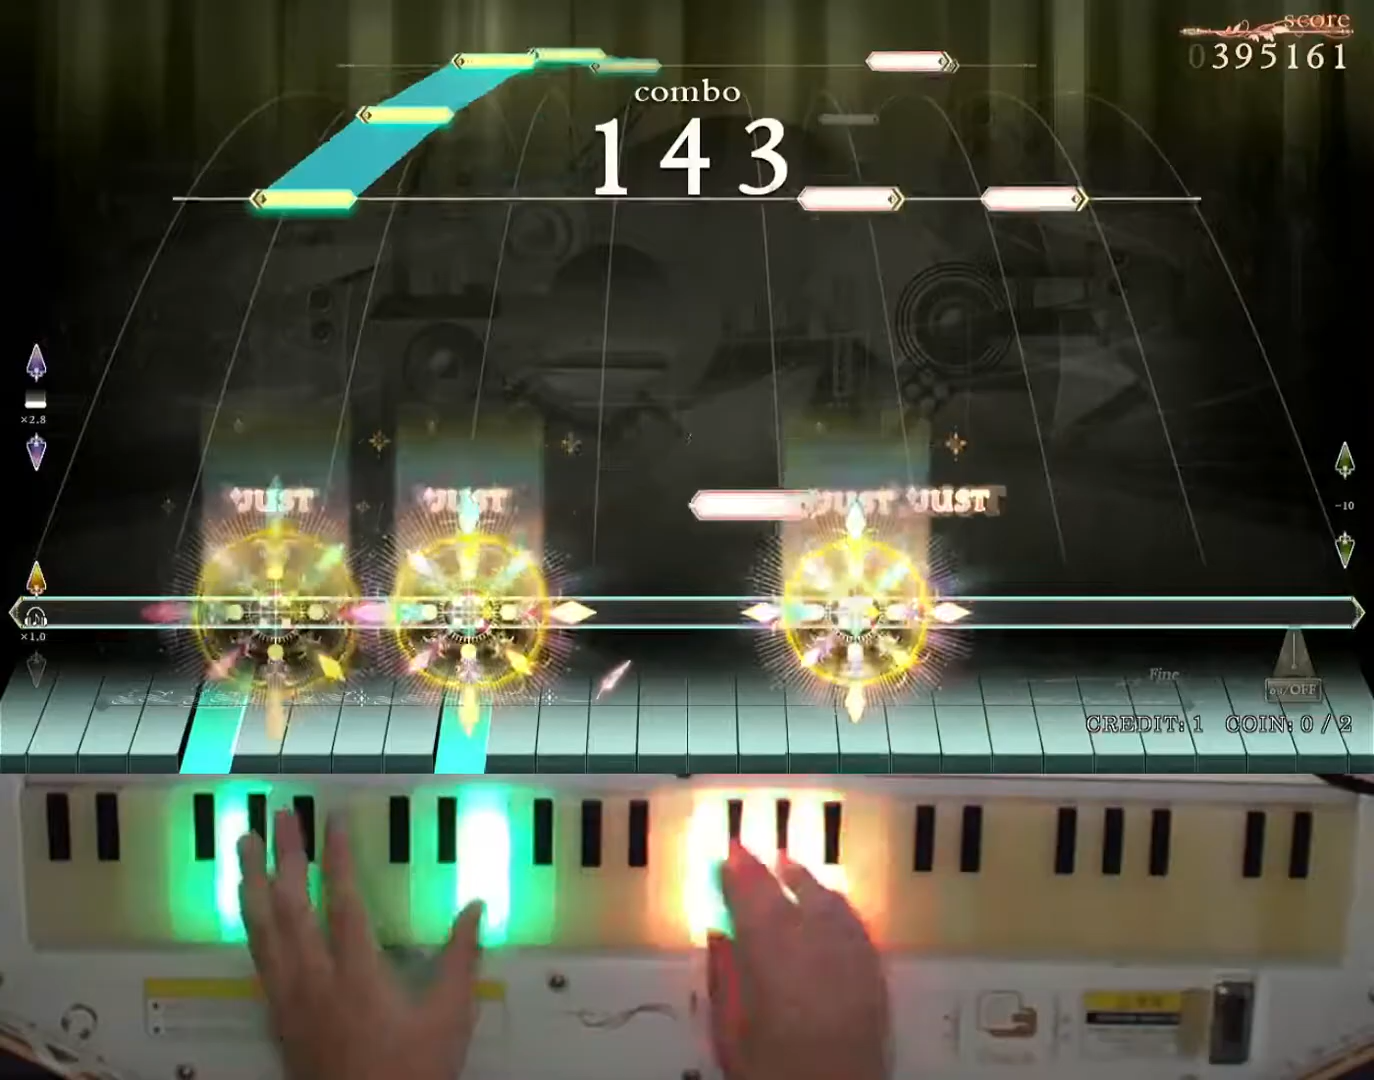 score
0395161
combo
143
×2.8
JUST JUST JUST JUST
-10
×1.0
Fine
on/OFF
CREDIT: 1 COIN: 0 / 2